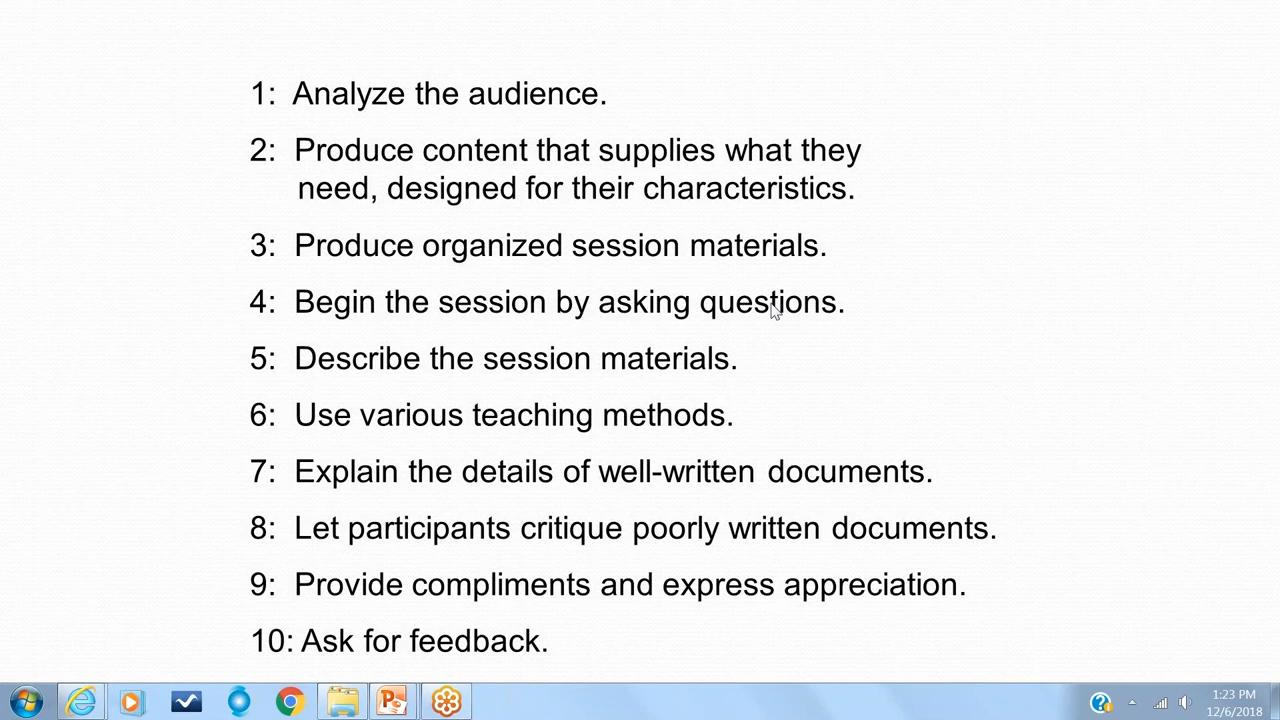 1: Analyze the audience.
2: Produce content that supplies what they
need, designed for their characteristics.
3: Produce organized session materials.
4: Begin the session by asking questions.
5: Describe the session materials.
6: Use various teaching methods.
7: Explain the details of well-written documents.
8: Let participants critique poorly written documents.
9: Provide compliments and express appreciation.
10: Ask for feedback.
1:23 PM
12/6/2018